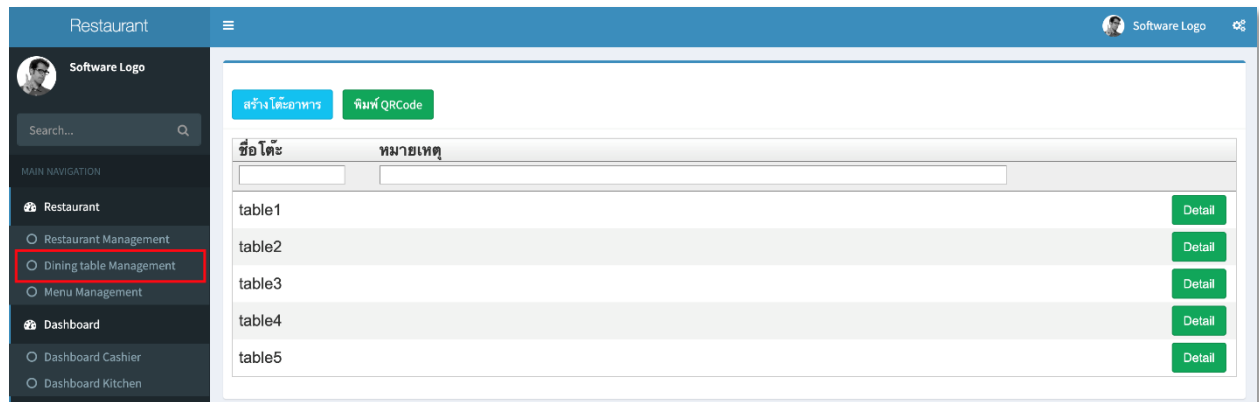 Restaurant
Software Logo
Software Logo
Search...
MAIN NAVIGATION
Restaurant
Restaurant Management
Dining table Management
Menu Management
Dashboard
Dashboard Cashier
Dashboard Kitchen
สร้างโต๊ะอาหาร พิมพ์ QRCode
ชื่อโต๊ะ หมายเหตุ
table1 Detail
table2 Detail
table3 Detail
table4 Detail
table5 Detail